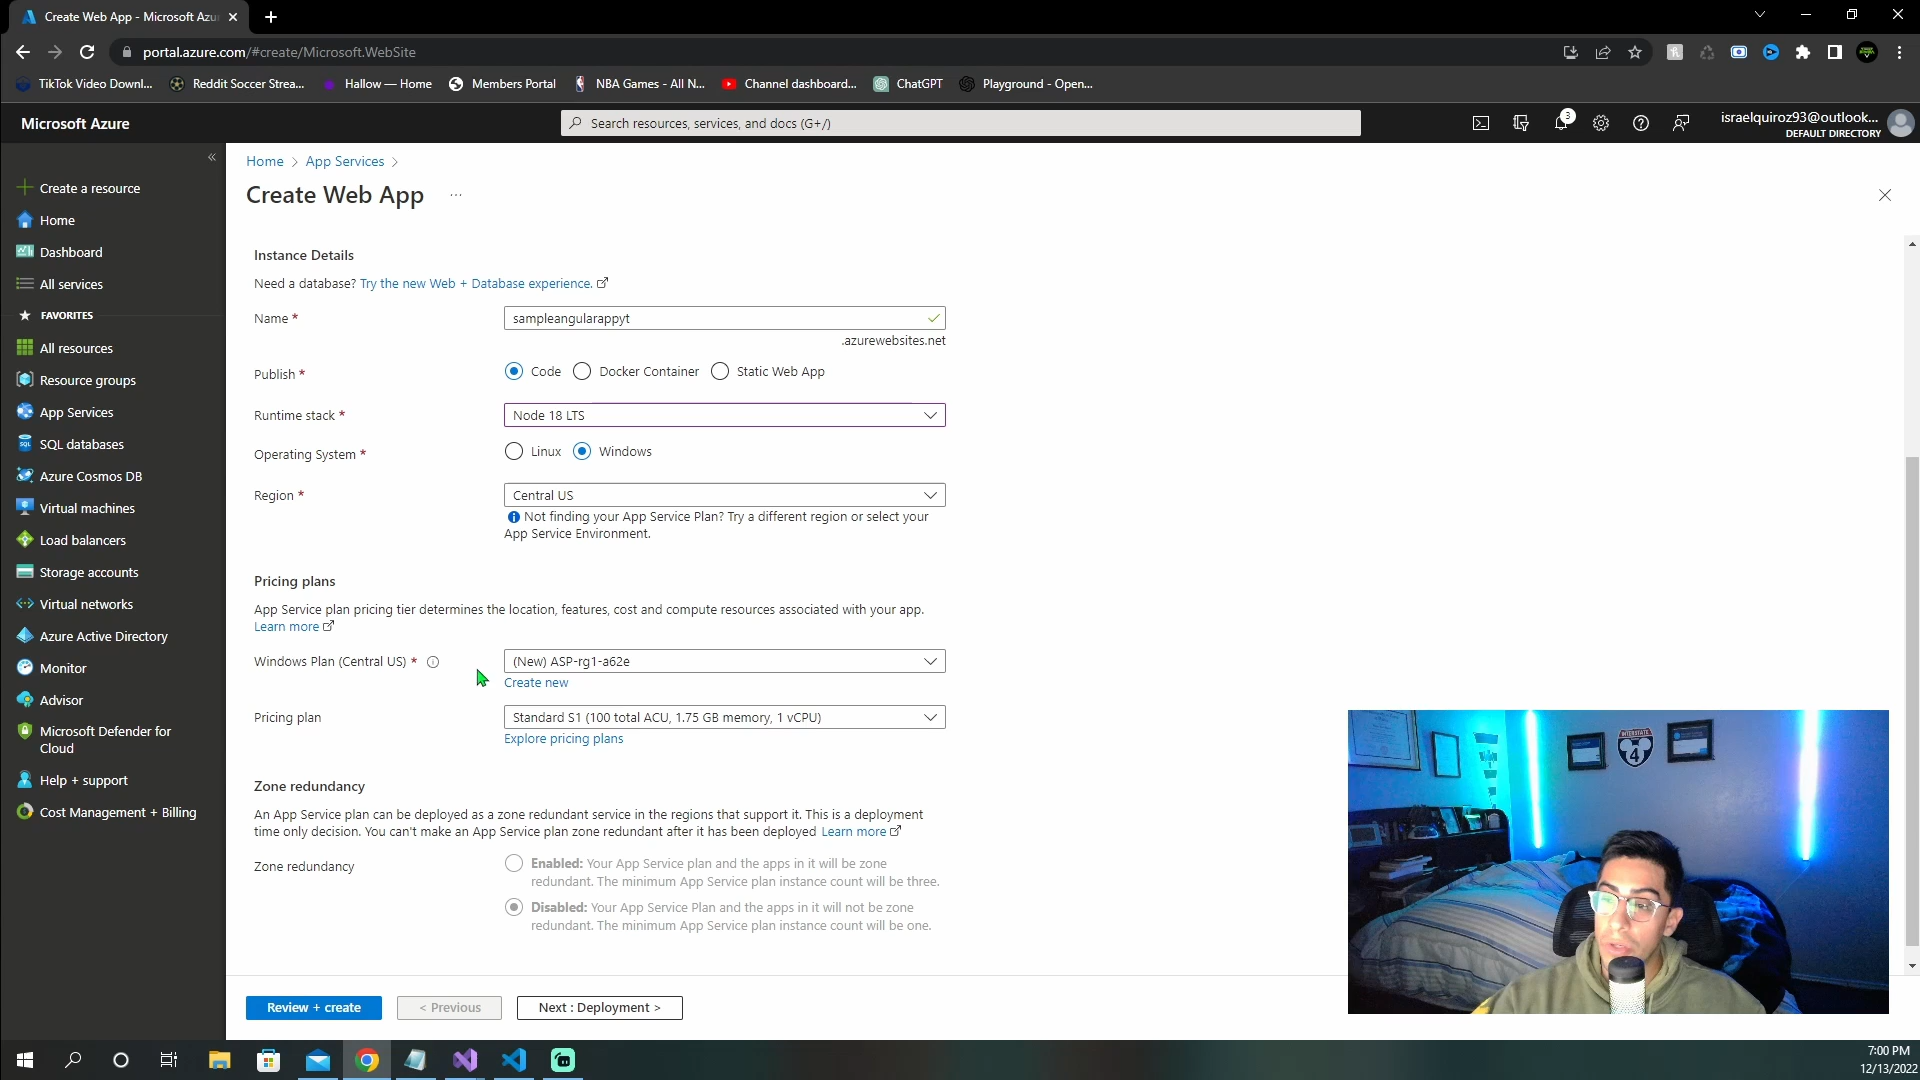 Create Web App - Microsoft Azu
portal.azure.com/#create/Microsoft.WebSite
TikTok Video Downl...
Reddit Soccer Strea...
Hallow — Home
Members Portal
NBA Games - All N...
Channel dashboard...
ChatGPT
Playground - Open...
Microsoft Azure
Search resources, services, and docs (G+/)
3
israelquiroz93@outlook...
DEFAULT DIRECTORY
Create a resource
Home
Dashboard
All services
FAVORITES
All resources
Resource groups
App Services
SQL databases
Azure Cosmos DB
Virtual machines
Load balancers
Storage accounts
Virtual networks
Azure Active Directory
Monitor
Advisor
Microsoft Defender for
Cloud
Help + support
Cost Management + Billing
Home > App Services >
Create Web App ...
Instance Details
Need a database? Try the new Web + Database experience.
Name *
sampleangularappyt
.azurewebsites.net
Publish *
Code Docker Container Static Web App
Runtime stack *
Node 18 LTS
Operating System *
Linux Windows
Region *
Central US
Not finding your App Service Plan? Try a different region or select your
App Service Environment.
Pricing plans
App Service plan pricing tier determines the location, features, cost and compute resources associated with your app.
Learn more
Windows Plan (Central US) *
(New) ASP-rg1-a62e
Create new
Pricing plan
Standard S1 (100 total ACU, 1.75 GB memory, 1 vCPU)
Explore pricing plans
Zone redundancy
An App Service plan can be deployed as a zone redundant service in the regions that support it. This is a deployment
time only decision. You can't make an App Service plan zone redundant after it has been deployed Learn more
Zone redundancy
Enabled: Your App Service plan and the apps in it will be zone
redundant. The minimum App Service plan instance count will be three.
Disabled: Your App Service Plan and the apps in it will not be zone
redundant. The minimum App Service plan instance count will be one.
Review + create
< Previous
Next : Deployment >
INTERSTATE
4
7:00 PM
12/13/2022